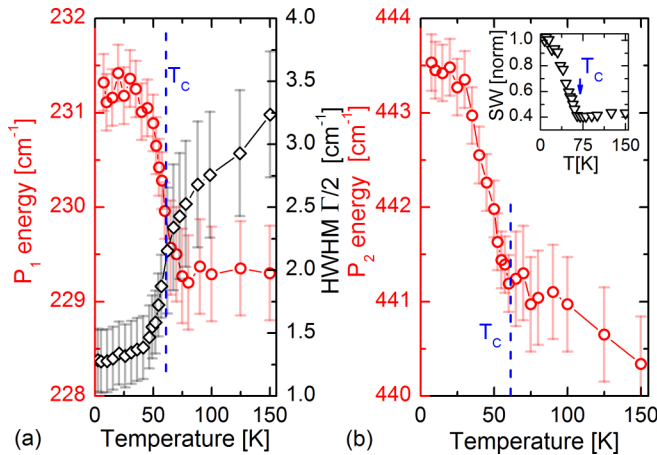 232
231
230
229
228
P1 energy [cm-1]
TC
4.0
3.5
3.0
2.5
2.0
1.5
1.0
HWHM Γ/2 [cm-1]
0 50 100 150
(a) Temperature [K]
444
443
442
441
440
P2 energy [cm-1]
TC
0 50 100 150
(b) Temperature [K]
1.0
0.8
0.6
0.4
SW [norm]
TC
0 75 150
T[K]